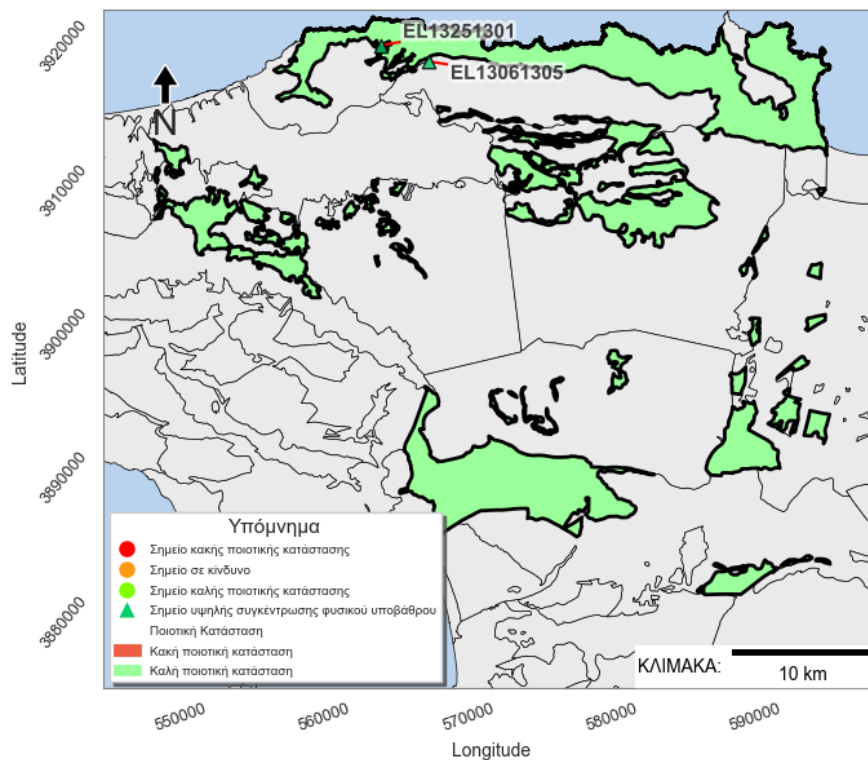 3920000
EL13251301
EL13061305
N
3910000
3900000
Latitude
3890000
3880000
Υπόμνημα
Σημείο κακής ποιοτικής κατάστασης
Σημείο σε κίνδυνο
Σημείο καλής ποιοτικής κατάστασης
Σημείο υψηλής συγκέντρωσης φυσικού υποβάθρου
Ποιοτική Κατάσταση
Κακή ποιοτική κατάσταση
Καλή ποιοτική κατάσταση
ΚΛΙΜΑΚΑ:
10 km
550000
560000
570000
580000
590000
Longitude